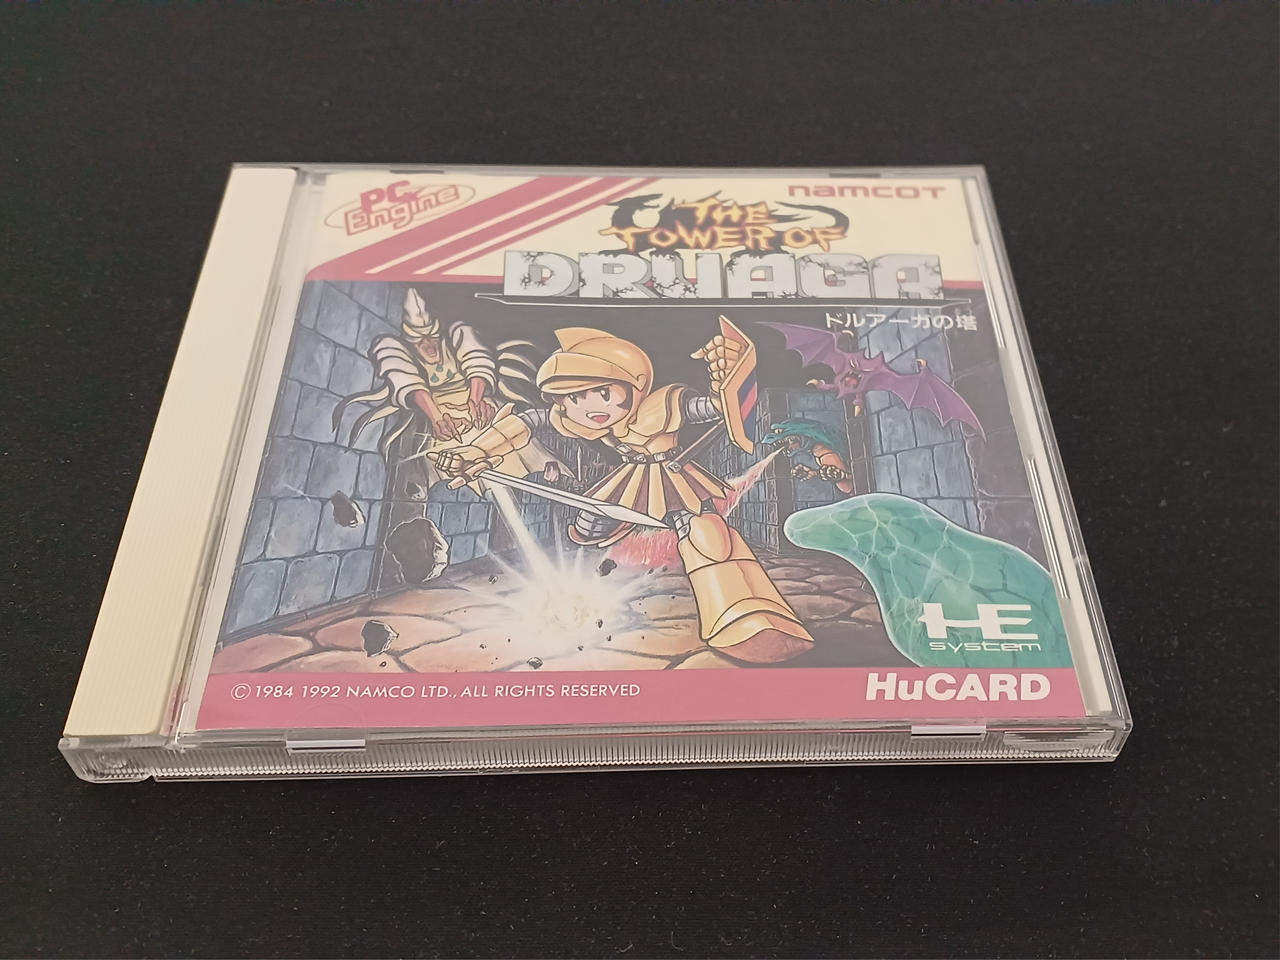 PC Engine
namcot
THE
TOWER OF
DRUAGA
ドルアーガの塔
HE
SYSTEM
© 1984 1992 NAMCO LTD., ALL RIGHTS RESERVED
HuCARD